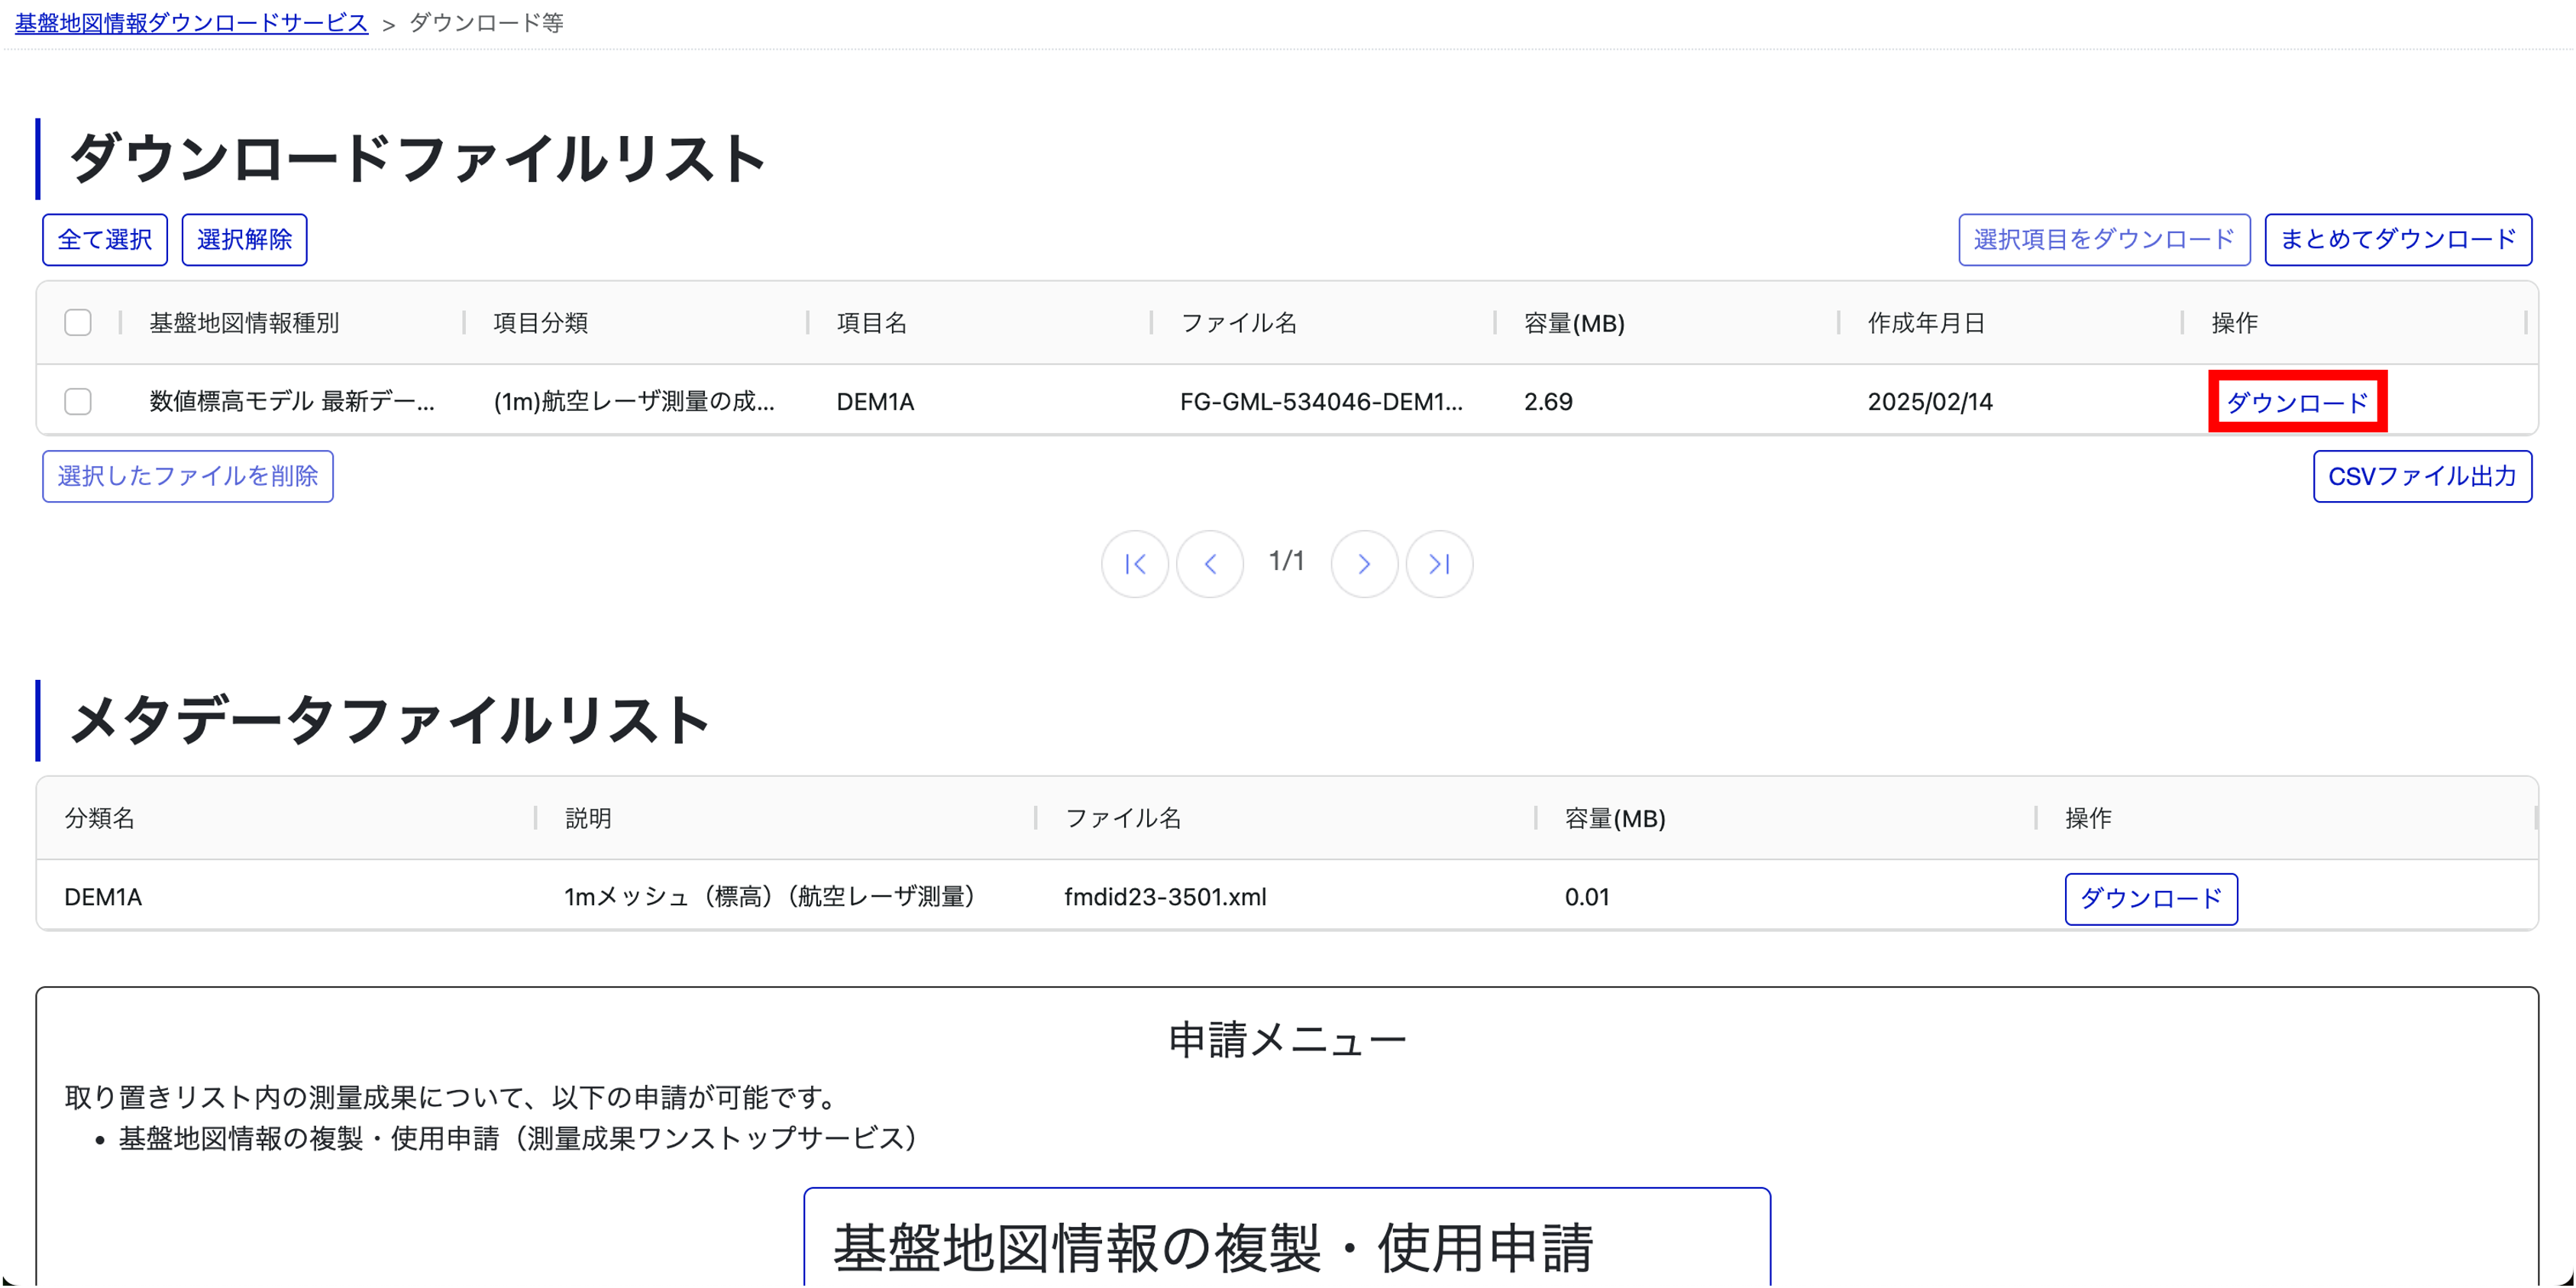 基盤地図情報ダウンロードサービス > ダウンロード等
ダウンロードファイルリスト
全て選択 選択解除 選択項目をダウンロード まとめてダウンロード
基盤地図情報種別 項目分類 項目名 ファイル名 容量(MB) 作成年月日 操作
数値標高モデル 最新デー... (1m)航空レーザ測量の成... DEM1A FG-GML-534046-DEM1... 2.69 2025/02/14 ダウンロード
選択したファイルを削除 CSVファイル出力
1/1
メタデータファイルリスト
分類名 説明 ファイル名 容量(MB) 操作
DEM1A 1mメッシュ（標高）（航空レーザ測量） fmdid23-3501.xml 0.01 ダウンロード
申請メニュー
取り置きリスト内の測量成果について、以下の申請が可能です。
• 基盤地図情報の複製・使用申請（測量成果ワンストップサービス）
基盤地図情報の複製・使用申請